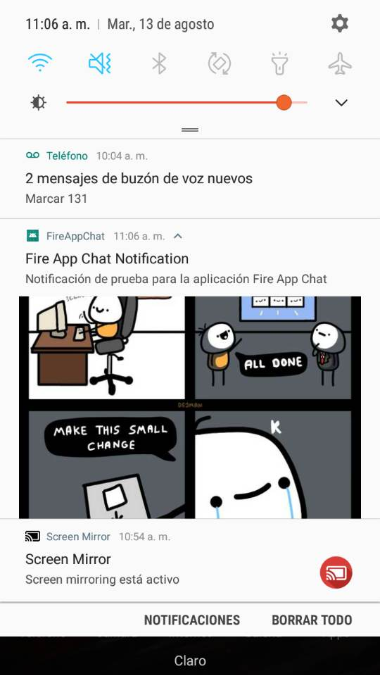 11:06 a. m. | Mar., 13 de agosto
Teléfono 10:04 a. m.
2 mensajes de buzón de voz nuevos
Marcar 131
FireAppChat 11:06 a. m.
Fire App Chat Notification
Notificación de prueba para la aplicación Fire App Chat
ALL DONE
MAKE THIS SMALL
CHANGE
K
Screen Mirror 10:54 a. m.
Screen Mirror
Screen mirroring está activo
NOTIFICACIONES BORRAR TODO
Claro